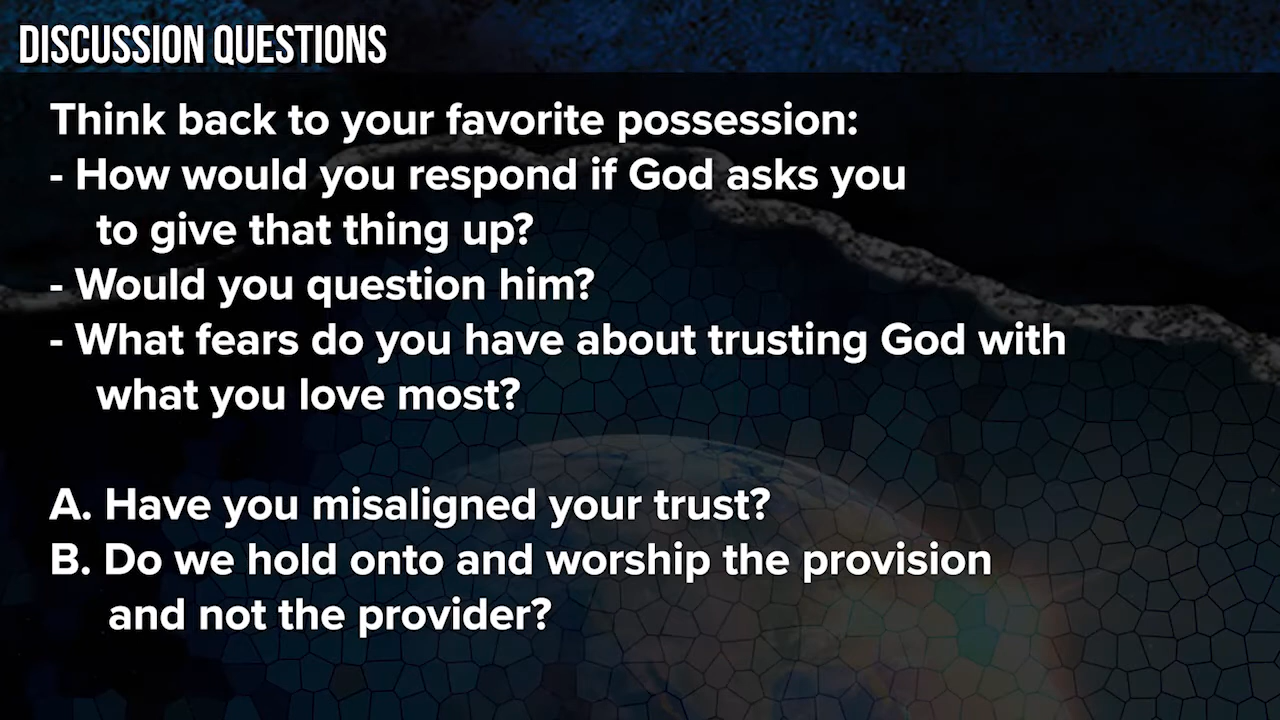 DISCUSSION QUESTIONS
Think back to your favorite possession:
- How would you respond if God asks you
to give that thing up?
- Would you question him?
- What fears do you have about trusting God with
what you love most?
A. Have you misaligned your trust?
B. Do we hold onto and worship the provision
and not the provider?